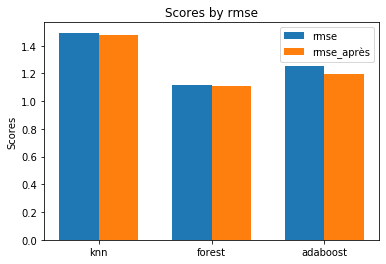 Scores by rmse
rmse
rmse_après
Scores
1.4
1.2
1.0
0.8
0.6
0.4
0.2
0.0
knn
forest
adaboost